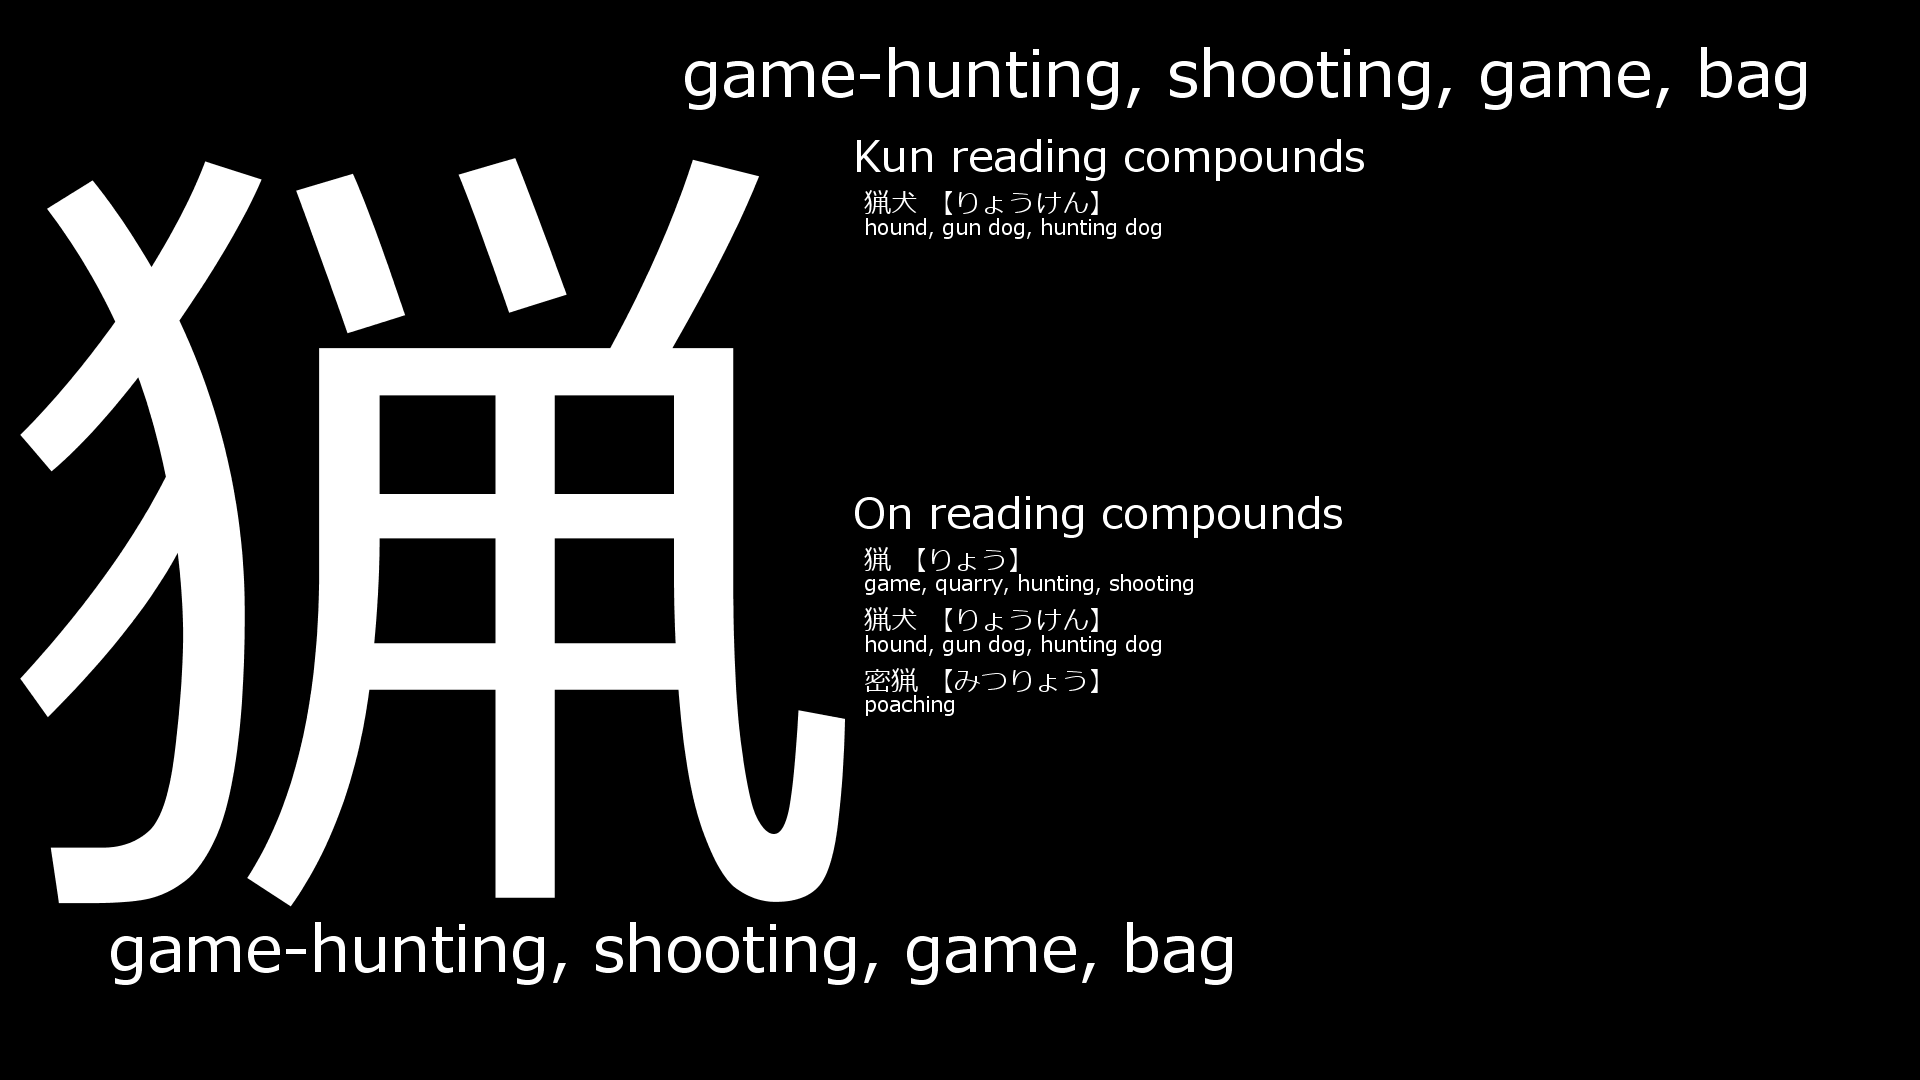 game-hunting, shooting, game, bag
猟
Kun reading compounds
猟犬 【りょうけん】
hound, gun dog, hunting dog
On reading compounds
猟 【りょう】
game, quarry, hunting, shooting
猟犬 【りょうけん】
hound, gun dog, hunting dog
密猟 【みつりょう】
poaching
game-hunting, shooting, game, bag